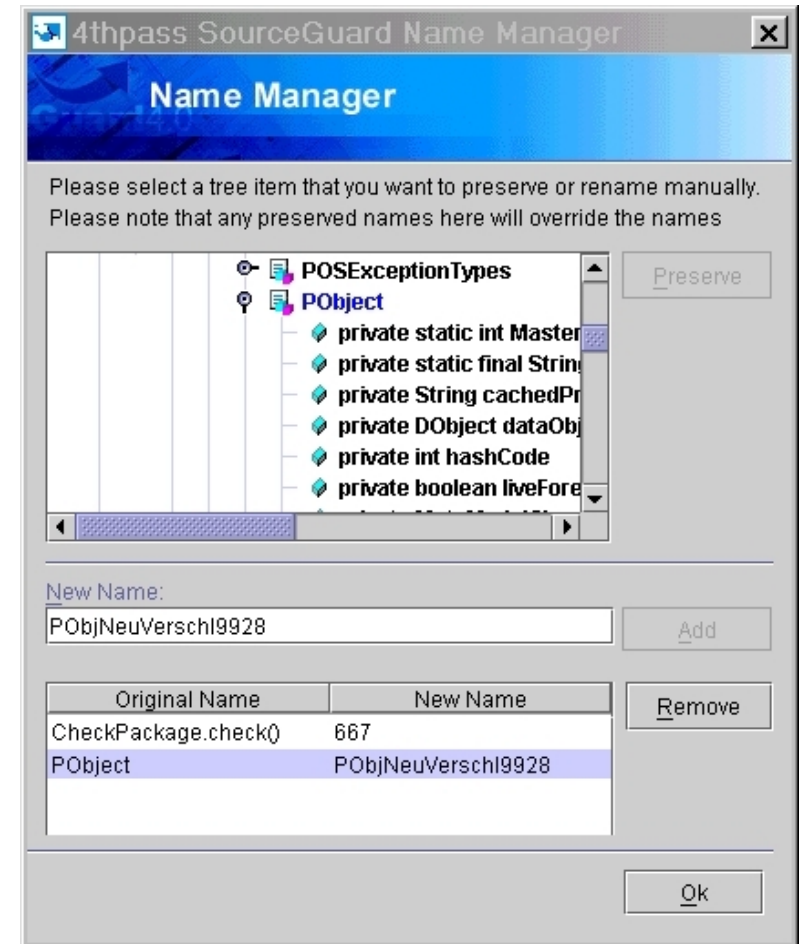 4thpass SourceGuard Name Manager
Name Manager
Guard4.0
Please select a tree item that you want to preserve or rename manually.
Please note that any preserved names here will override the names
POSExceptionTypes
Preserve
PObject
private static int Master
private static final String
private String cachedPr
private DObject dataObj
private int hashCode
private boolean liveFore
New Name:
PObjNeuVerschl9928
Add
Original Name New Name
Remove
CheckPackage.check() 667
PObject PObjNeuVerschl9928
Ok